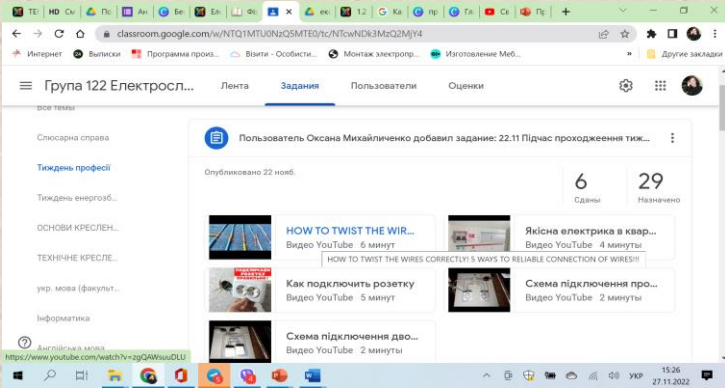 ТЕ
HD См
По
Ан
Бе
Ел
Фі
ек
1.2
Ка
пр
Гл
Св
Пр
classroom.google.com/w/NTQ1MTU0NzQ5MTE0/tc/NTcwNDk3MzQ2MjY4
Интернет Выписки Программа произ... Візити - Особисти... Монтаж электропр... Изготовление Меб... » Другие закладки
Група 122 Електросл... Лента Задания Пользователи Оценки
Все темы
Слюсарна справа
Тиждень професії
Тиждень енергозб...
ОСНОВИ КРЕСЛЕН...
ТЕХНІЧНЕ КРЕСЛЕ...
укр. мова (факульт...
Інформатика
Англійська мова
Пользователь Оксана Михайличенко добавил задание: 22.11 Підчас проходжеення тиж...
Опубликовано 22 нояб.
6
Сданы
29
Назначено
HOW TO TWIST THE WIR...
Видео YouTube 6 минут
Якісна електрика в квар...
Видео YouTube 4 минуты
HOW TO TWIST THE WIRES CORRECTLY! 5 WAYS TO RELIABLE CONNECTION OF WIRES!!!
Как подключить розетку
Видео YouTube 5 минут
Схема підключення про...
Видео YouTube 2 минуты
Схема підключення дво...
Видео YouTube 2 минуты
https://www.youtube.com/watch?v=zgQAWsuuDLU
УКР
15:26
27.11.2022